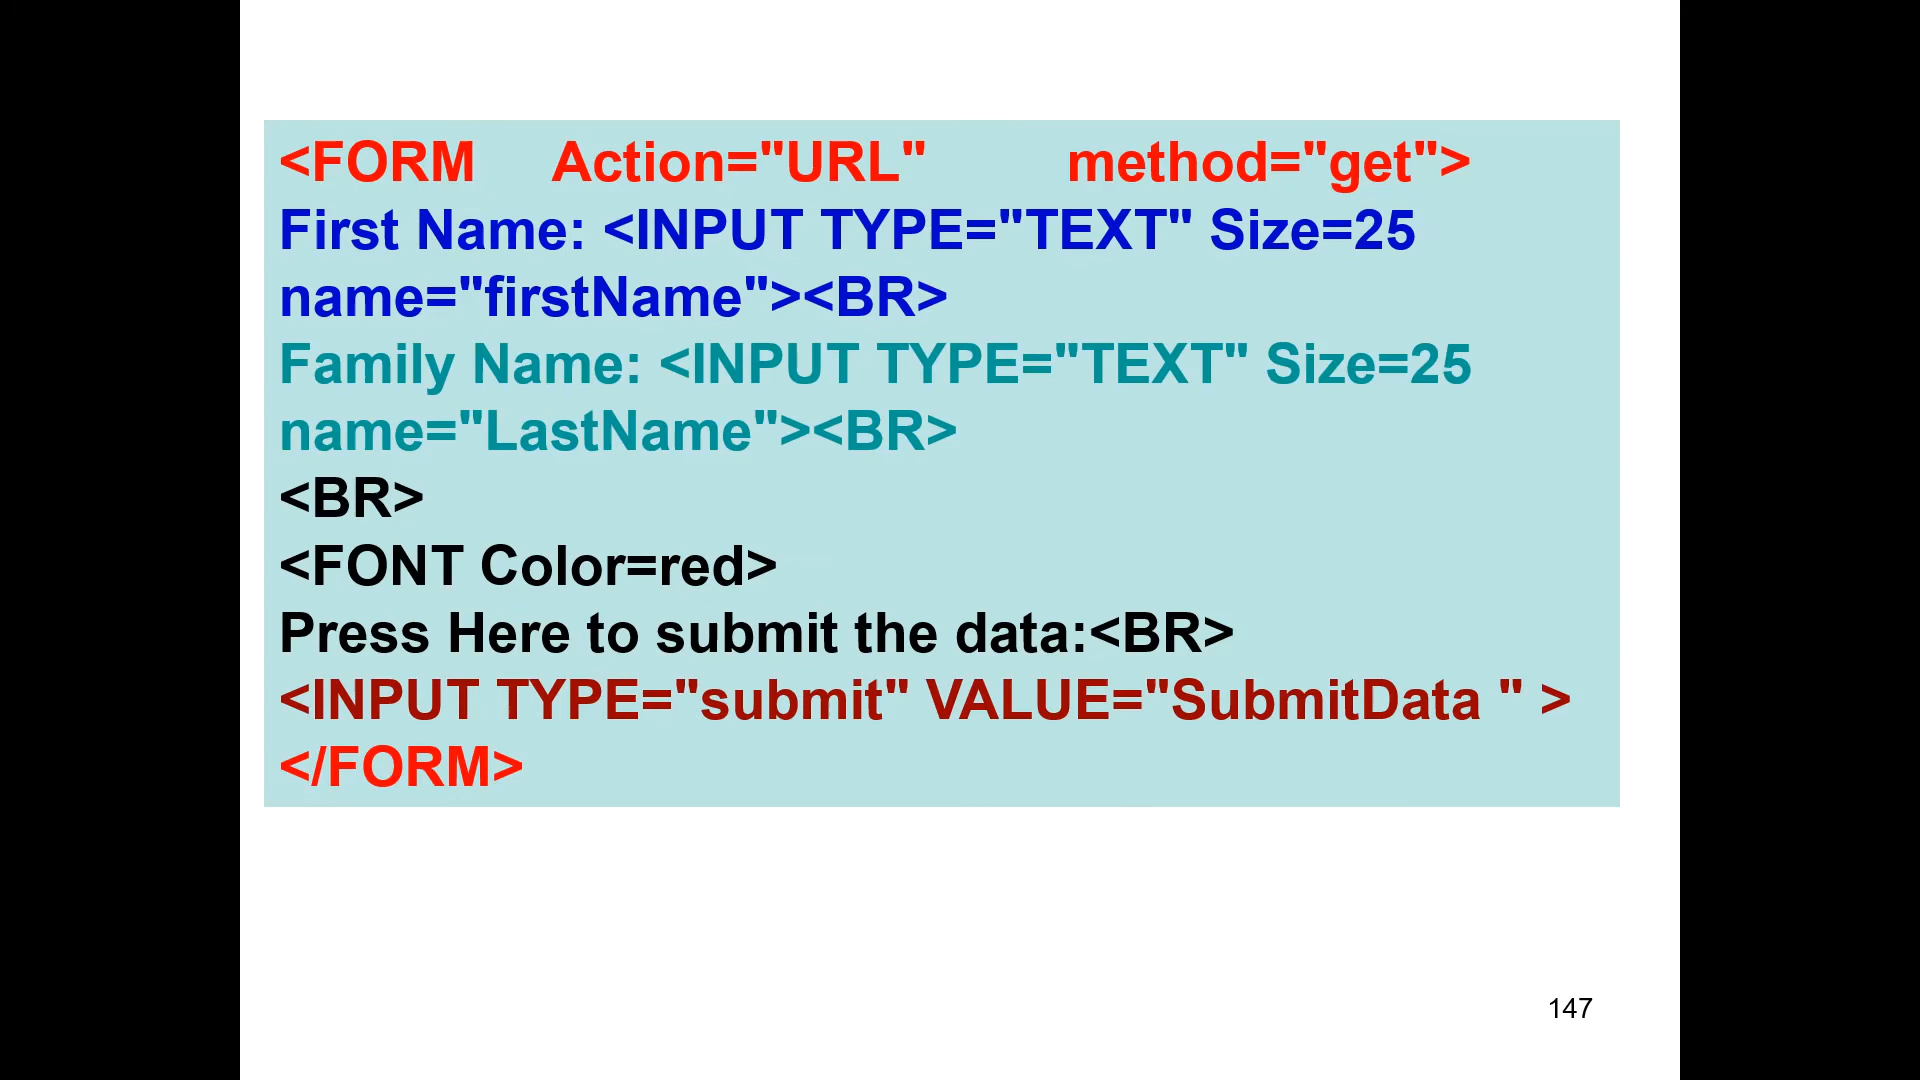 <FORM Action="URL" method="get">
First Name: <INPUT TYPE="TEXT" Size=25
name="firstName"><BR>
Family Name: <INPUT TYPE="TEXT" Size=25
name="LastName"><BR>
<BR>
<FONT Color=red>
Press Here to submit the data:<BR>
<INPUT TYPE="submit" VALUE="SubmitData " >
</FORM>
147